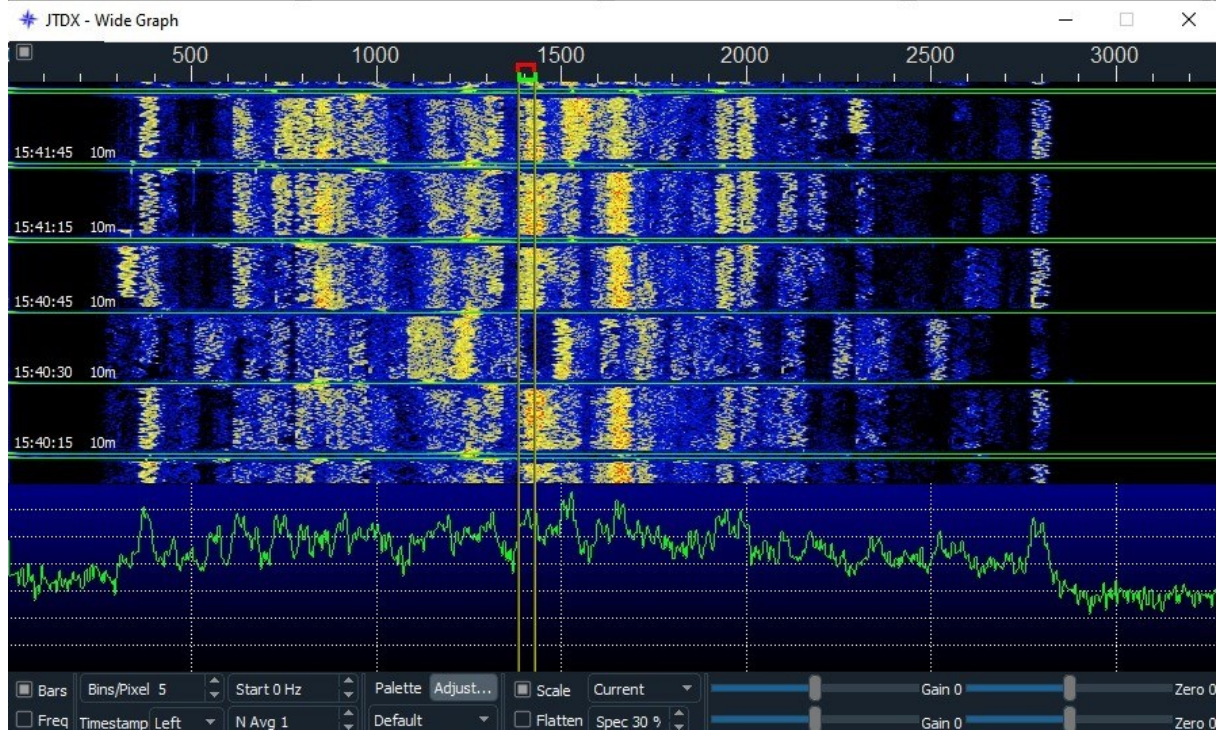 JTDX - Wide Graph
500 1000 1500 2000 2500 3000
15:41:45 10m
15:41:15 10m
15:40:45 10m
15:40:30 10m
15:40:15 10m
Bars Bins/Pixel 5 Start 0 Hz Palette Adjust... Scale Current Gain 0 Zero 0
Freq Timestamp Left N Avg 1 Default Flatten Spec 30 % Gain 0 Zero 0